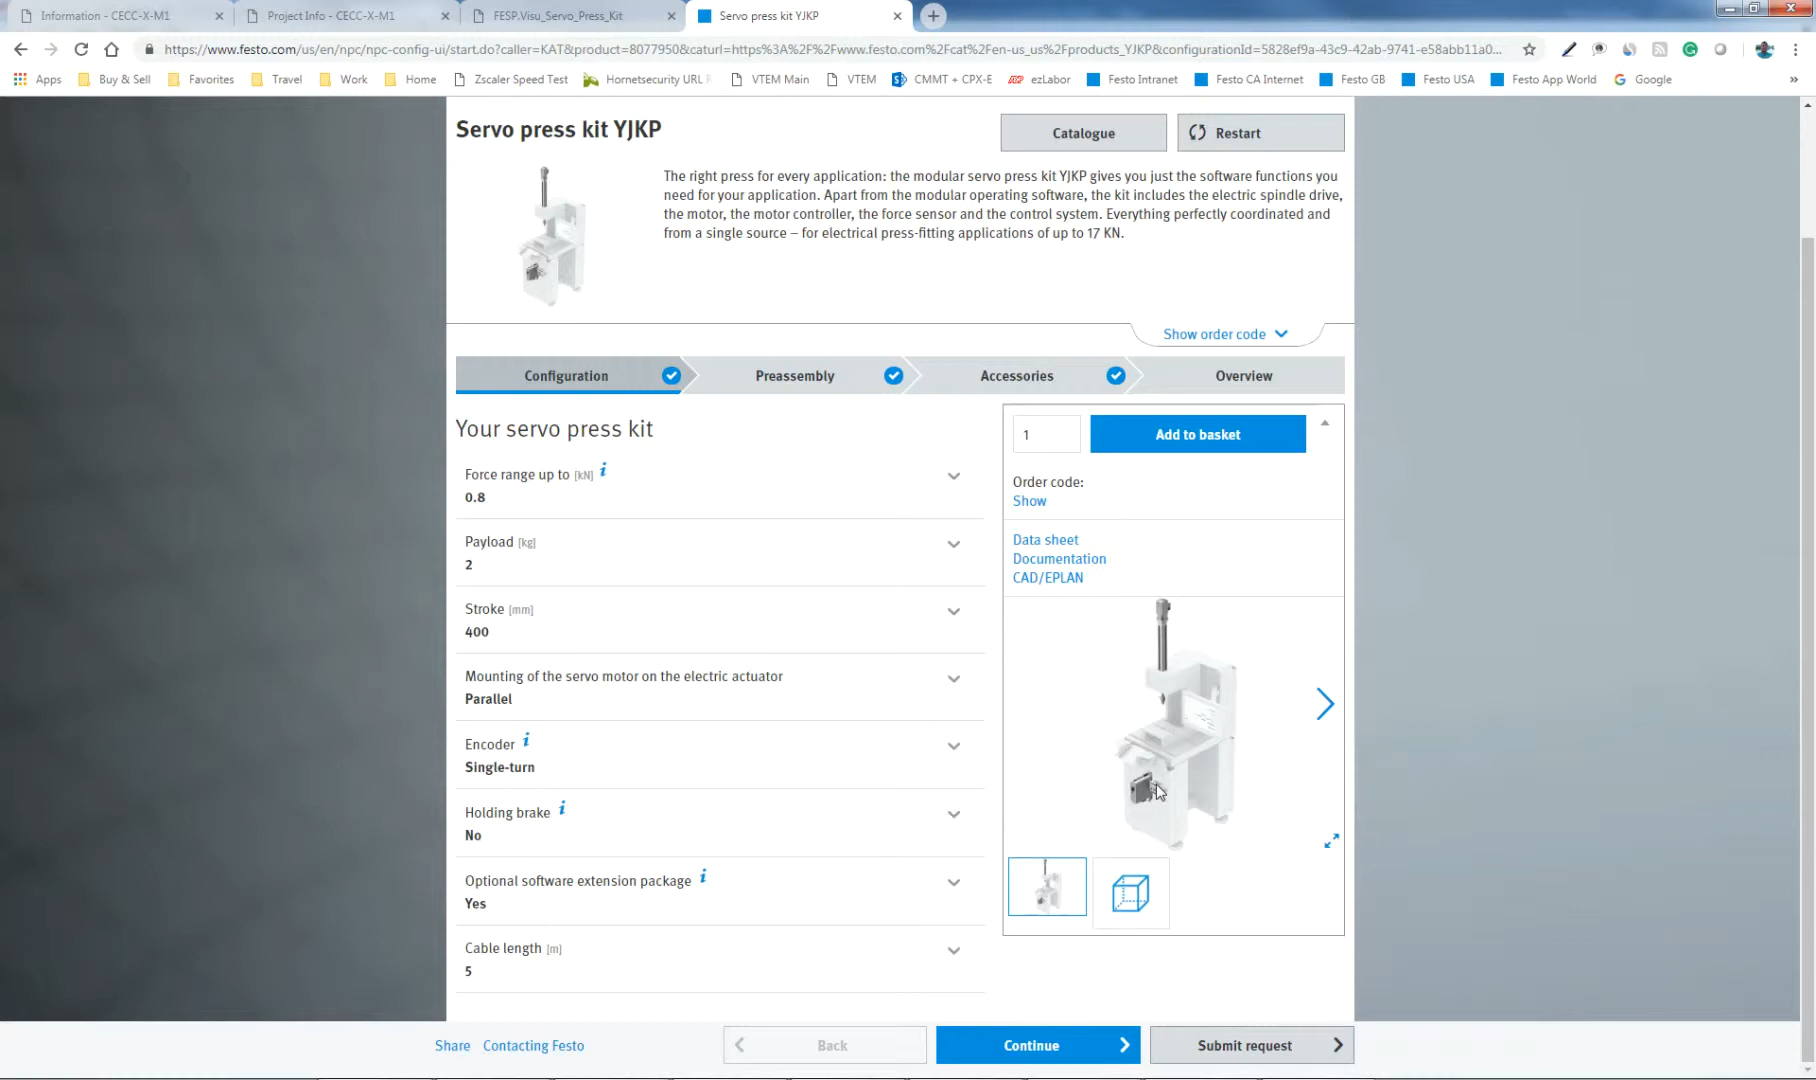 Information - CECC-X-M1
Project Info - CECC-X-M1
FESP.Visu_Servo_Press_Kit
Servo press kit YJKP
https://www.festo.com/us/en/npc/npc-config-ui/start.do?caller=KAT&product=8077950&caturl=https%3A%2F%2Fwww.festo.com%2Fcat%2Fen-us_us%2Fproducts_YJKP&configurationId=5828ef9a-43c9-42ab-9741-e58abb11a0...
Apps
Buy & Sell
Favorites
Travel
Work
Home
Zscaler Speed Test
Hornetsecurity URL
VTEM Main
VTEM
CMMT + CPX-E
ezLabor
Festo Intranet
Festo CA Internet
Festo GB
Festo USA
Festo App World
Google
Servo press kit YJKP
Catalogue
Restart
The right press for every application: the modular servo press kit YJKP gives you just the software functions you
need for your application. Apart from the modular operating software, the kit includes the electric spindle drive,
the motor, the motor controller, the force sensor and the control system. Everything perfectly coordinated and
from a single source – for electrical press-fitting applications of up to 17 KN.
Show order code
Configuration
Preassembly
Accessories
Overview
Your servo press kit
Force range up to [kN] i
0.8
Payload [kg]
2
Stroke [mm]
400
Mounting of the servo motor on the electric actuator
Parallel
Encoder i
Single-turn
Holding brake i
No
Optional software extension package i
Yes
Cable length [m]
5
1
Add to basket
Order code:
Show
Data sheet
Documentation
CAD/EPLAN
Share
Contacting Festo
Back
Continue
Submit request